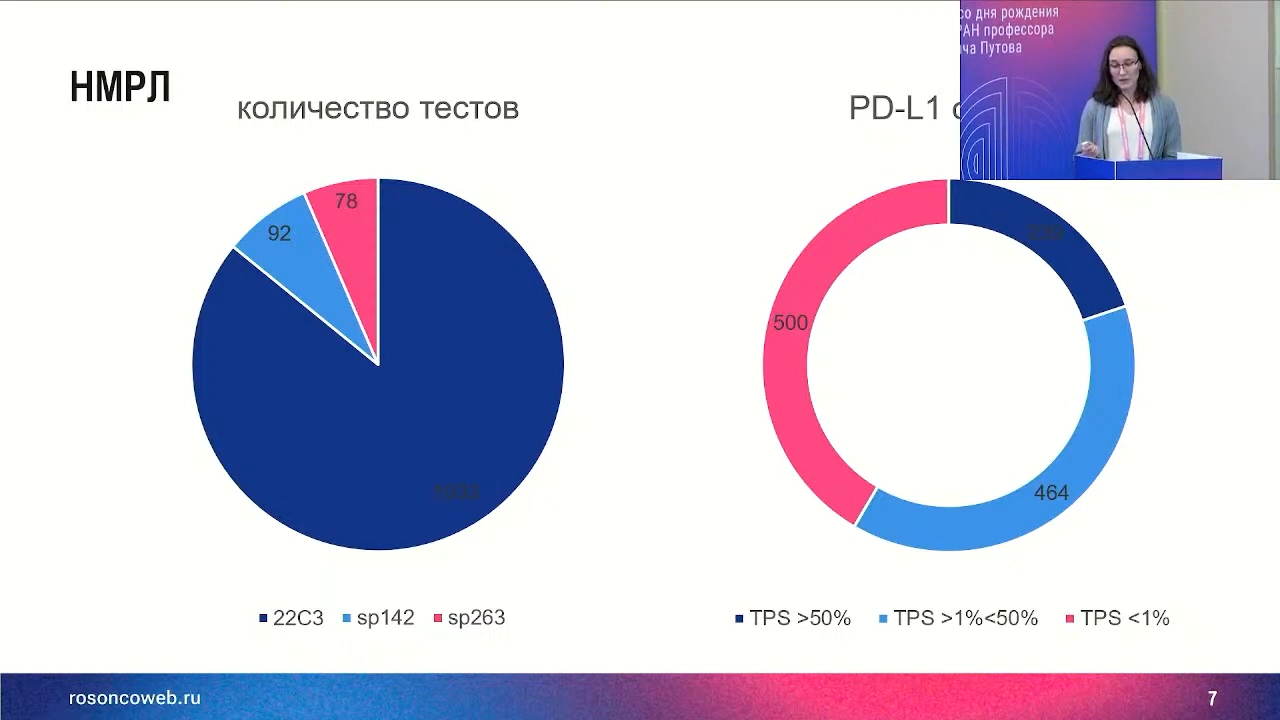 НМРЛ
количество тестов
78
92
22C3
sp142
sp263
PD-L1
500
464
TPS >50%
TPS >1%<50%
TPS <1%
со дня рождения
РАН профессора
Путова
rosoncoweb.ru
7